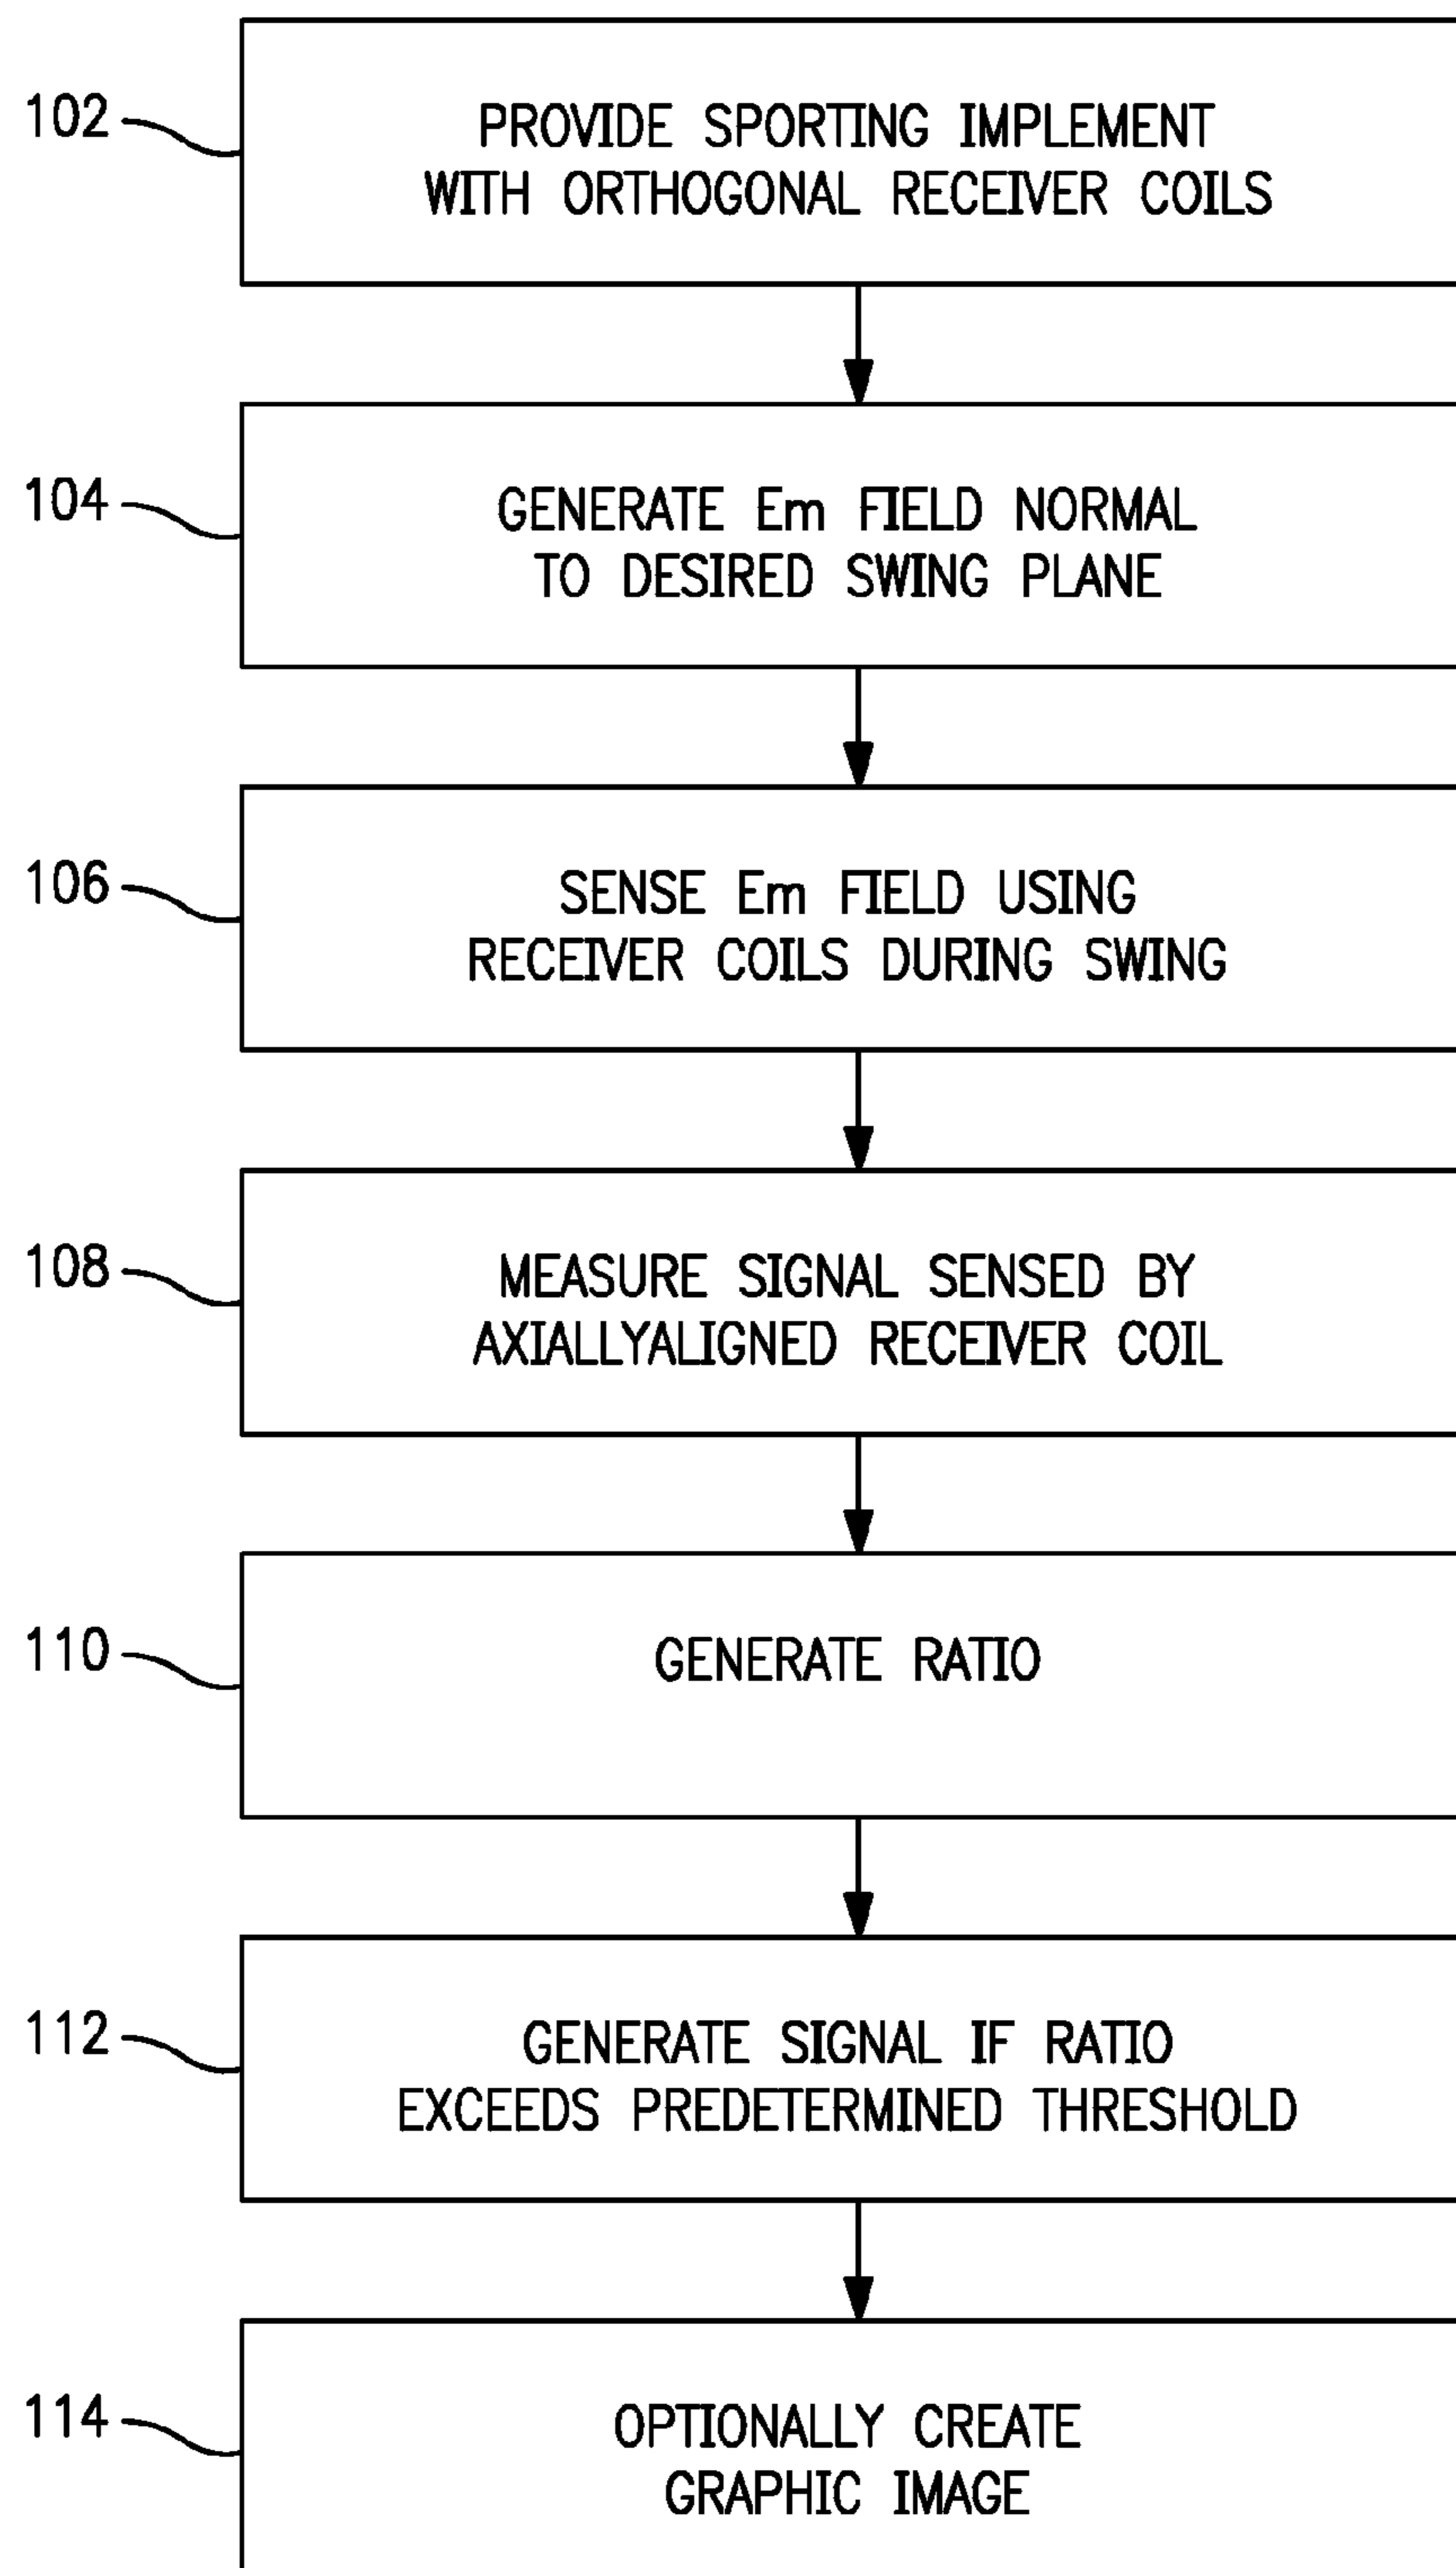 102
PROVIDE SPORTING IMPLEMENT
WITH ORTHOGONAL RECEIVER COILS
104
GENERATE Em FIELD NORMAL
TO DESIRED SWING PLANE
106
SENSE Em FIELD USING
RECEIVER COILS DURING SWING
108
MEASURE SIGNAL SENSED BY
AXIALLYALIGNED RECEIVER COIL
110
GENERATE RATIO
112
GENERATE SIGNAL IF RATIO
EXCEEDS PREDETERMINED THRESHOLD
114
OPTIONALLY CREATE
GRAPHIC IMAGE